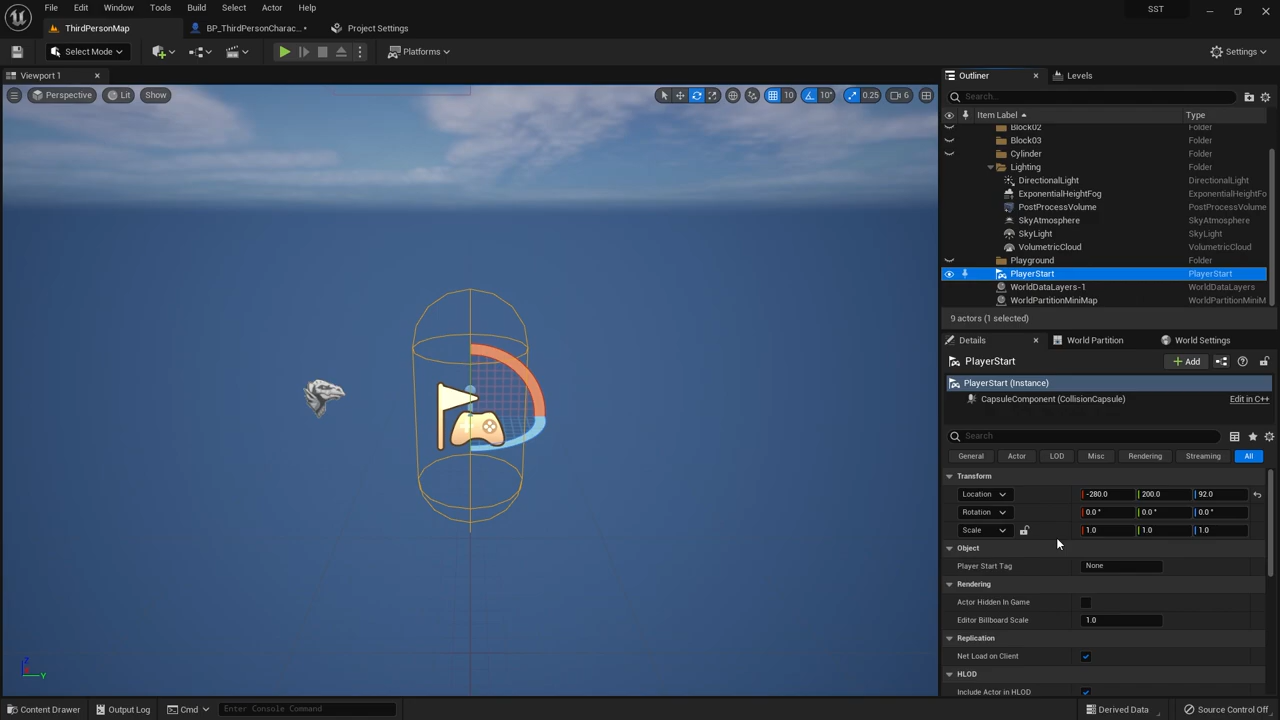 File Edit Window Tools Build Select Actor Help
SST
ThirdPersonMap
BP_ThirdPersonCharac...•
Project Settings
Select Mode
Platforms
Settings
Viewport 1
Outliner
Levels
Perspective
Lit
Show
10
10°
0.25
6
Search...
Item Label
Type
Block02 Folder
Block03 Folder
Cylinder Folder
Lighting Folder
DirectionalLight DirectionalLight
ExponentialHeightFog ExponentialHeightFo
PostProcessVolume PostProcessVolume
SkyAtmosphere SkyAtmosphere
SkyLight SkyLight
VolumetricCloud VolumetricCloud
Playground Folder
PlayerStart PlayerStart
WorldDataLayers-1 WorldDataLayers
WorldPartitionMiniMap WorldPartitionMiniM
9 actors (1 selected)
Details
World Partition
World Settings
PlayerStart
Add
PlayerStart (Instance)
CapsuleComponent (CollisionCapsule)
Edit in C++
Search
General Actor LOD Misc Rendering Streaming All
Transform
Location -280.0 200.0 92.0
Rotation 0.0 ° 0.0 ° 0.0 °
Scale 1.0 1.0 1.0
Object
Player Start Tag None
Rendering
Actor Hidden In Game
Editor Billboard Scale 1.0
Replication
Net Load on Client
HLOD
Include Actor in HLOD
Z
Y
Content Drawer
Output Log
Cmd
Enter Console Command
Derived Data
Source Control Off